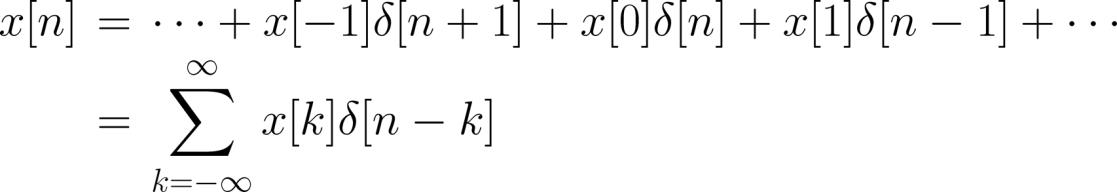 x[n] = ⋯ + x[−1]δ[n + 1] + x[0]δ[n] + x[1]δ[n − 1] + ⋯
= ∑_{k=−∞}^{∞} x[k]δ[n − k]